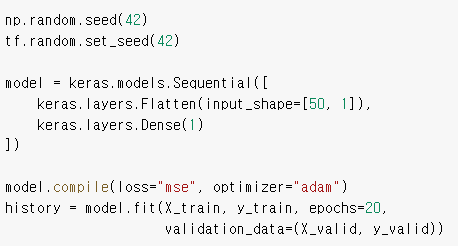 np.random.seed(42)
tf.random.set_seed(42)
model = keras.models.Sequential([
keras.layers.Flatten(input_shape=[50, 1]),
keras.layers.Dense(1)
])
model.compile(loss="mse", optimizer="adam")
history = model.fit(X_train, y_train, epochs=20,
validation_data=(X_valid, y_valid))